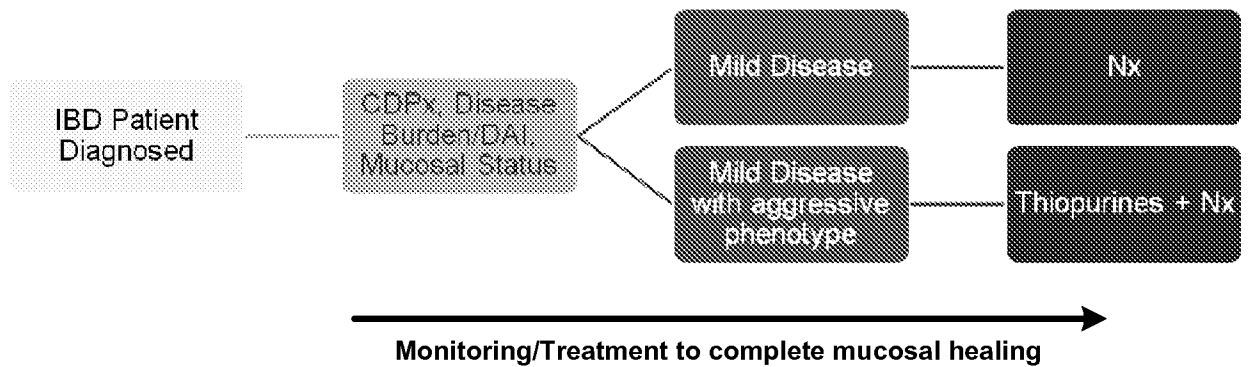 IBD Patient
Diagnosed
CDPx, Disease
Burden/DAI,
Mucosal Status
Mild Disease
Nx
Mild Disease
with aggressive
phenotype
Thiopurines + Nx
Monitoring/Treatment to complete mucosal healing